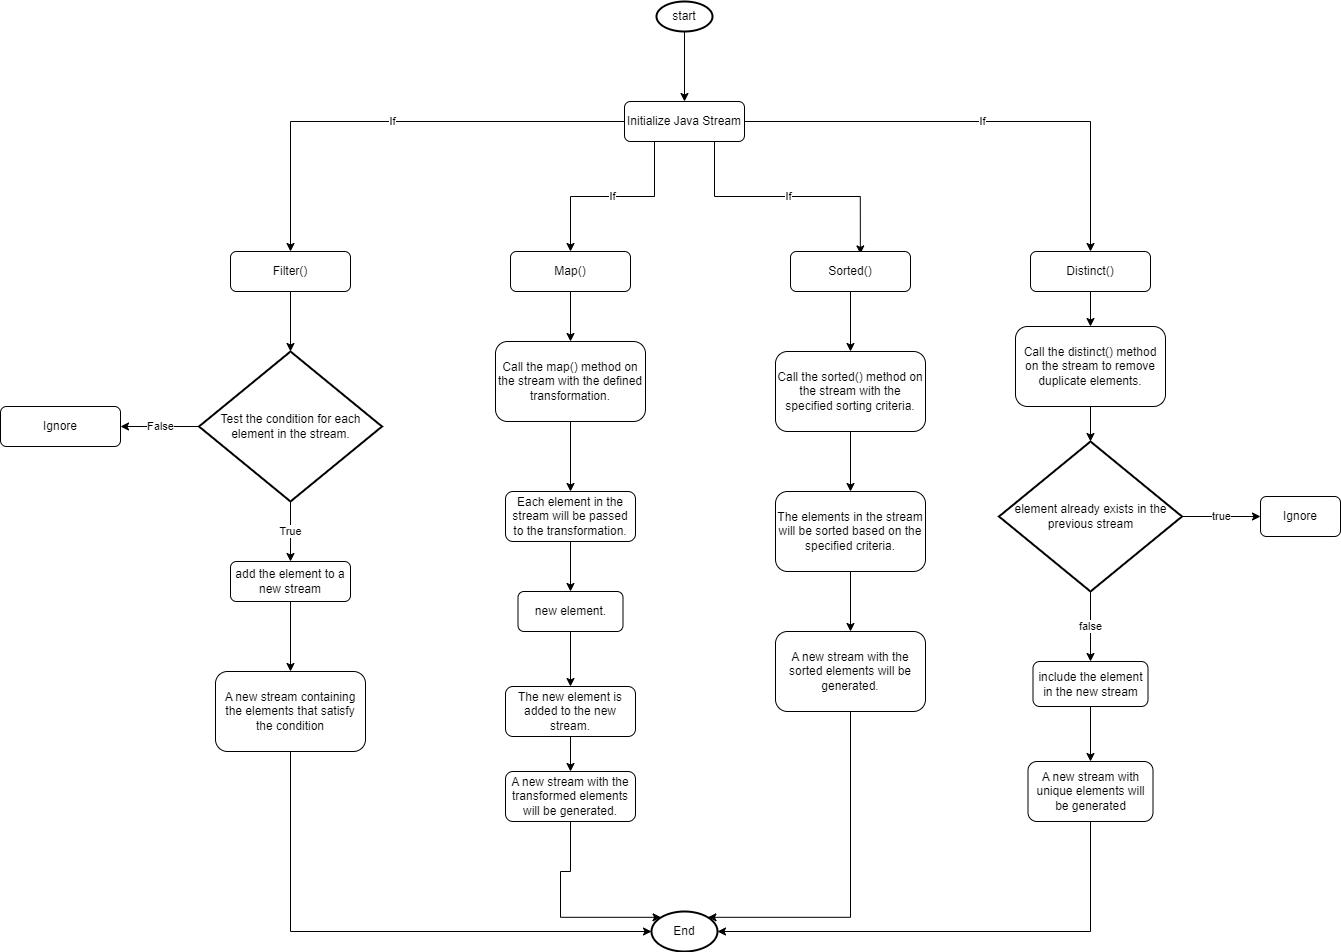 start
Initialize Java Stream
If
If
If
If
Filter()
Map()
Sorted()
Distinct()
Test the condition for each
element in the stream.
False
Ignore
True
add the element to a
new stream
A new stream containing
the elements that satisfy
the condition
Call the map() method on
the stream with the defined
transformation.
Each element in the
stream will be passed
to the transformation.
new element.
The new element is
added to the new
stream.
A new stream with the
transformed elements
will be generated.
Call the sorted() method on
the stream with the
specified sorting criteria.
The elements in the stream
will be sorted based on the
specified criteria.
A new stream with the
sorted elements will be
generated.
Call the distinct() method
on the stream to remove
duplicate elements.
element already exists in the
previous stream
true
Ignore
false
include the element
in the new stream
A new stream with
unique elements will
be generated
End